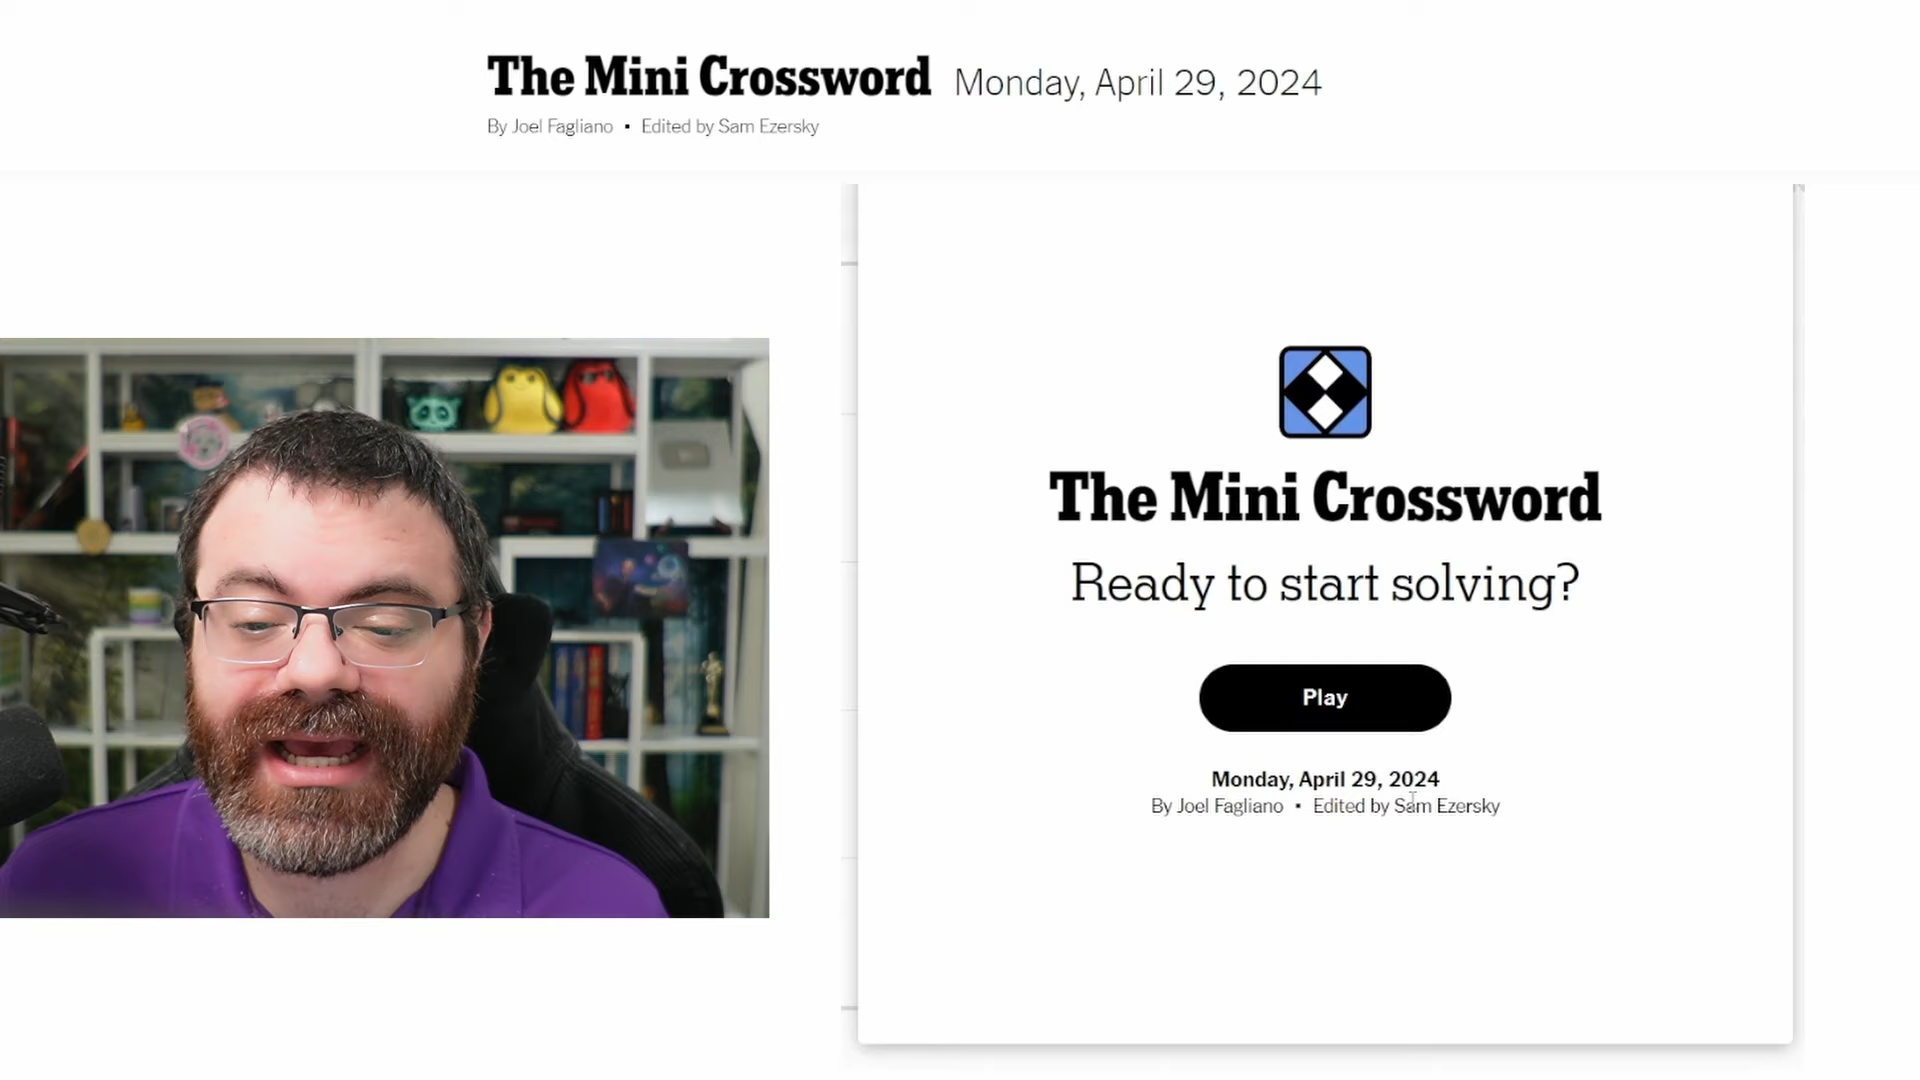 The Mini Crossword Monday, April 29, 2024
By Joel Fagliano • Edited by Sam Ezersky
The Mini Crossword
Ready to start solving?
Play
Monday, April 29, 2024
By Joel Fagliano • Edited by Sam Ezersky